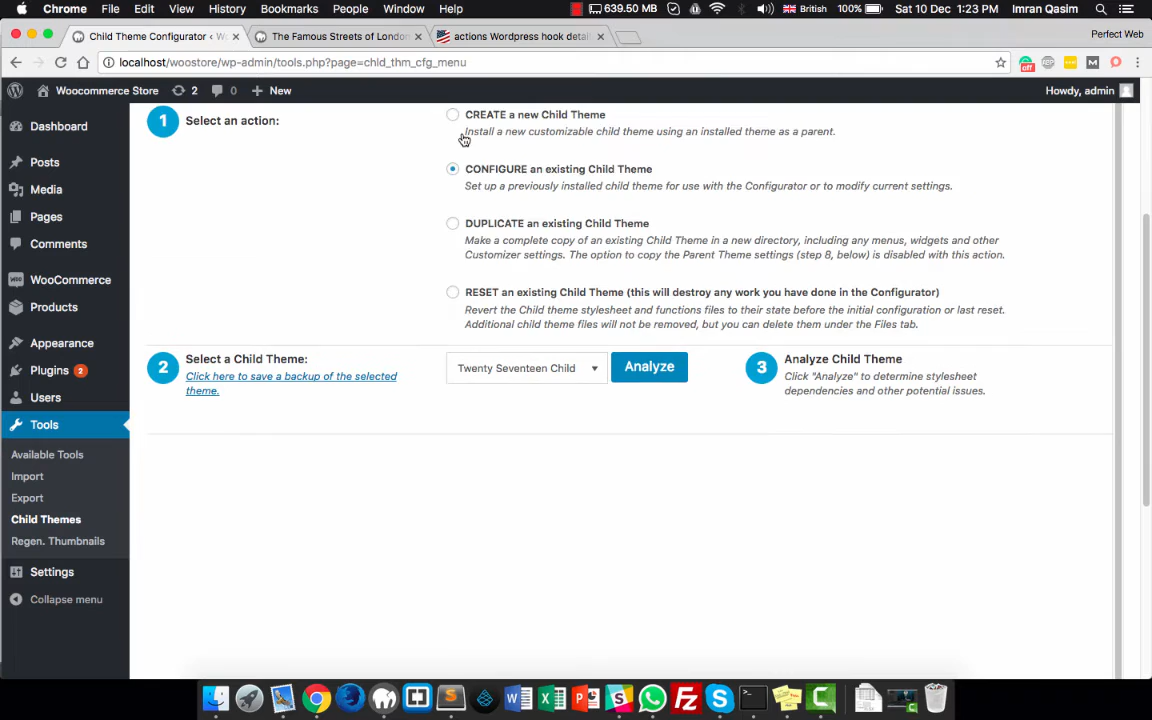 Chrome File Edit View History Bookmarks People Window Help 639.50 MB British 100% Sat 10 Dec 1:23 PM Imran Qasim
Child Theme Configurator ‹ W The Famous Streets of London actions Wordpress hook detail Perfect Web
localhost/woostore/wp-admin/tools.php?page=chld_thm_cfg_menu off
Woocommerce Store 2 0 New Howdy, admin
Dashboard
Posts
Media
Pages
Comments
WooCommerce
Products
Appearance
Plugins 2
Users
Tools
Available Tools
Import
Export
Child Themes
Regen. Thumbnails
Settings
Collapse menu
1 Select an action:
CREATE a new Child Theme
Install a new customizable child theme using an installed theme as a parent.
CONFIGURE an existing Child Theme
Set up a previously installed child theme for use with the Configurator or to modify current settings.
DUPLICATE an existing Child Theme
Make a complete copy of an existing Child Theme in a new directory, including any menus, widgets and other
Customizer settings. The option to copy the Parent Theme settings (step 8, below) is disabled with this action.
RESET an existing Child Theme (this will destroy any work you have done in the Configurator)
Revert the Child theme stylesheet and functions files to their state before the initial configuration or last reset.
Additional child theme files will not be removed, but you can delete them under the Files tab.
2 Select a Child Theme:
Click here to save a backup of the selected
theme.
Twenty Seventeen Child Analyze
3 Analyze Child Theme
Click "Analyze" to determine stylesheet
dependencies and other potential issues.